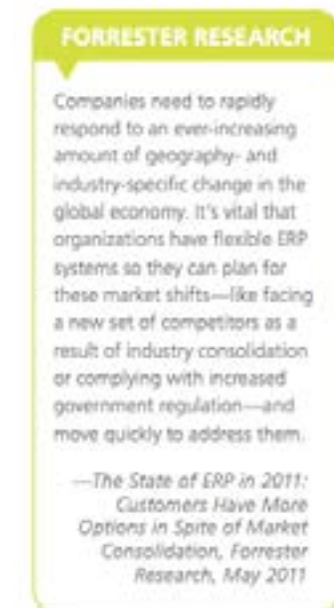 FORRESTER RESEARCH
Companies need to rapidly
respond to an ever-increasing
amount of geography- and
industry-specific change in the
global economy. It's vital that
organizations have flexible ERP
systems so they can plan for
these market shifts—like facing
a new set of competitors as a
result of industry consolidation
or complying with increased
government regulation—and
move quickly to address them.
—The State of ERP in 2011:
Customers Have More
Options in Spite of Market
Consolidation, Forrester
Research, May 2011